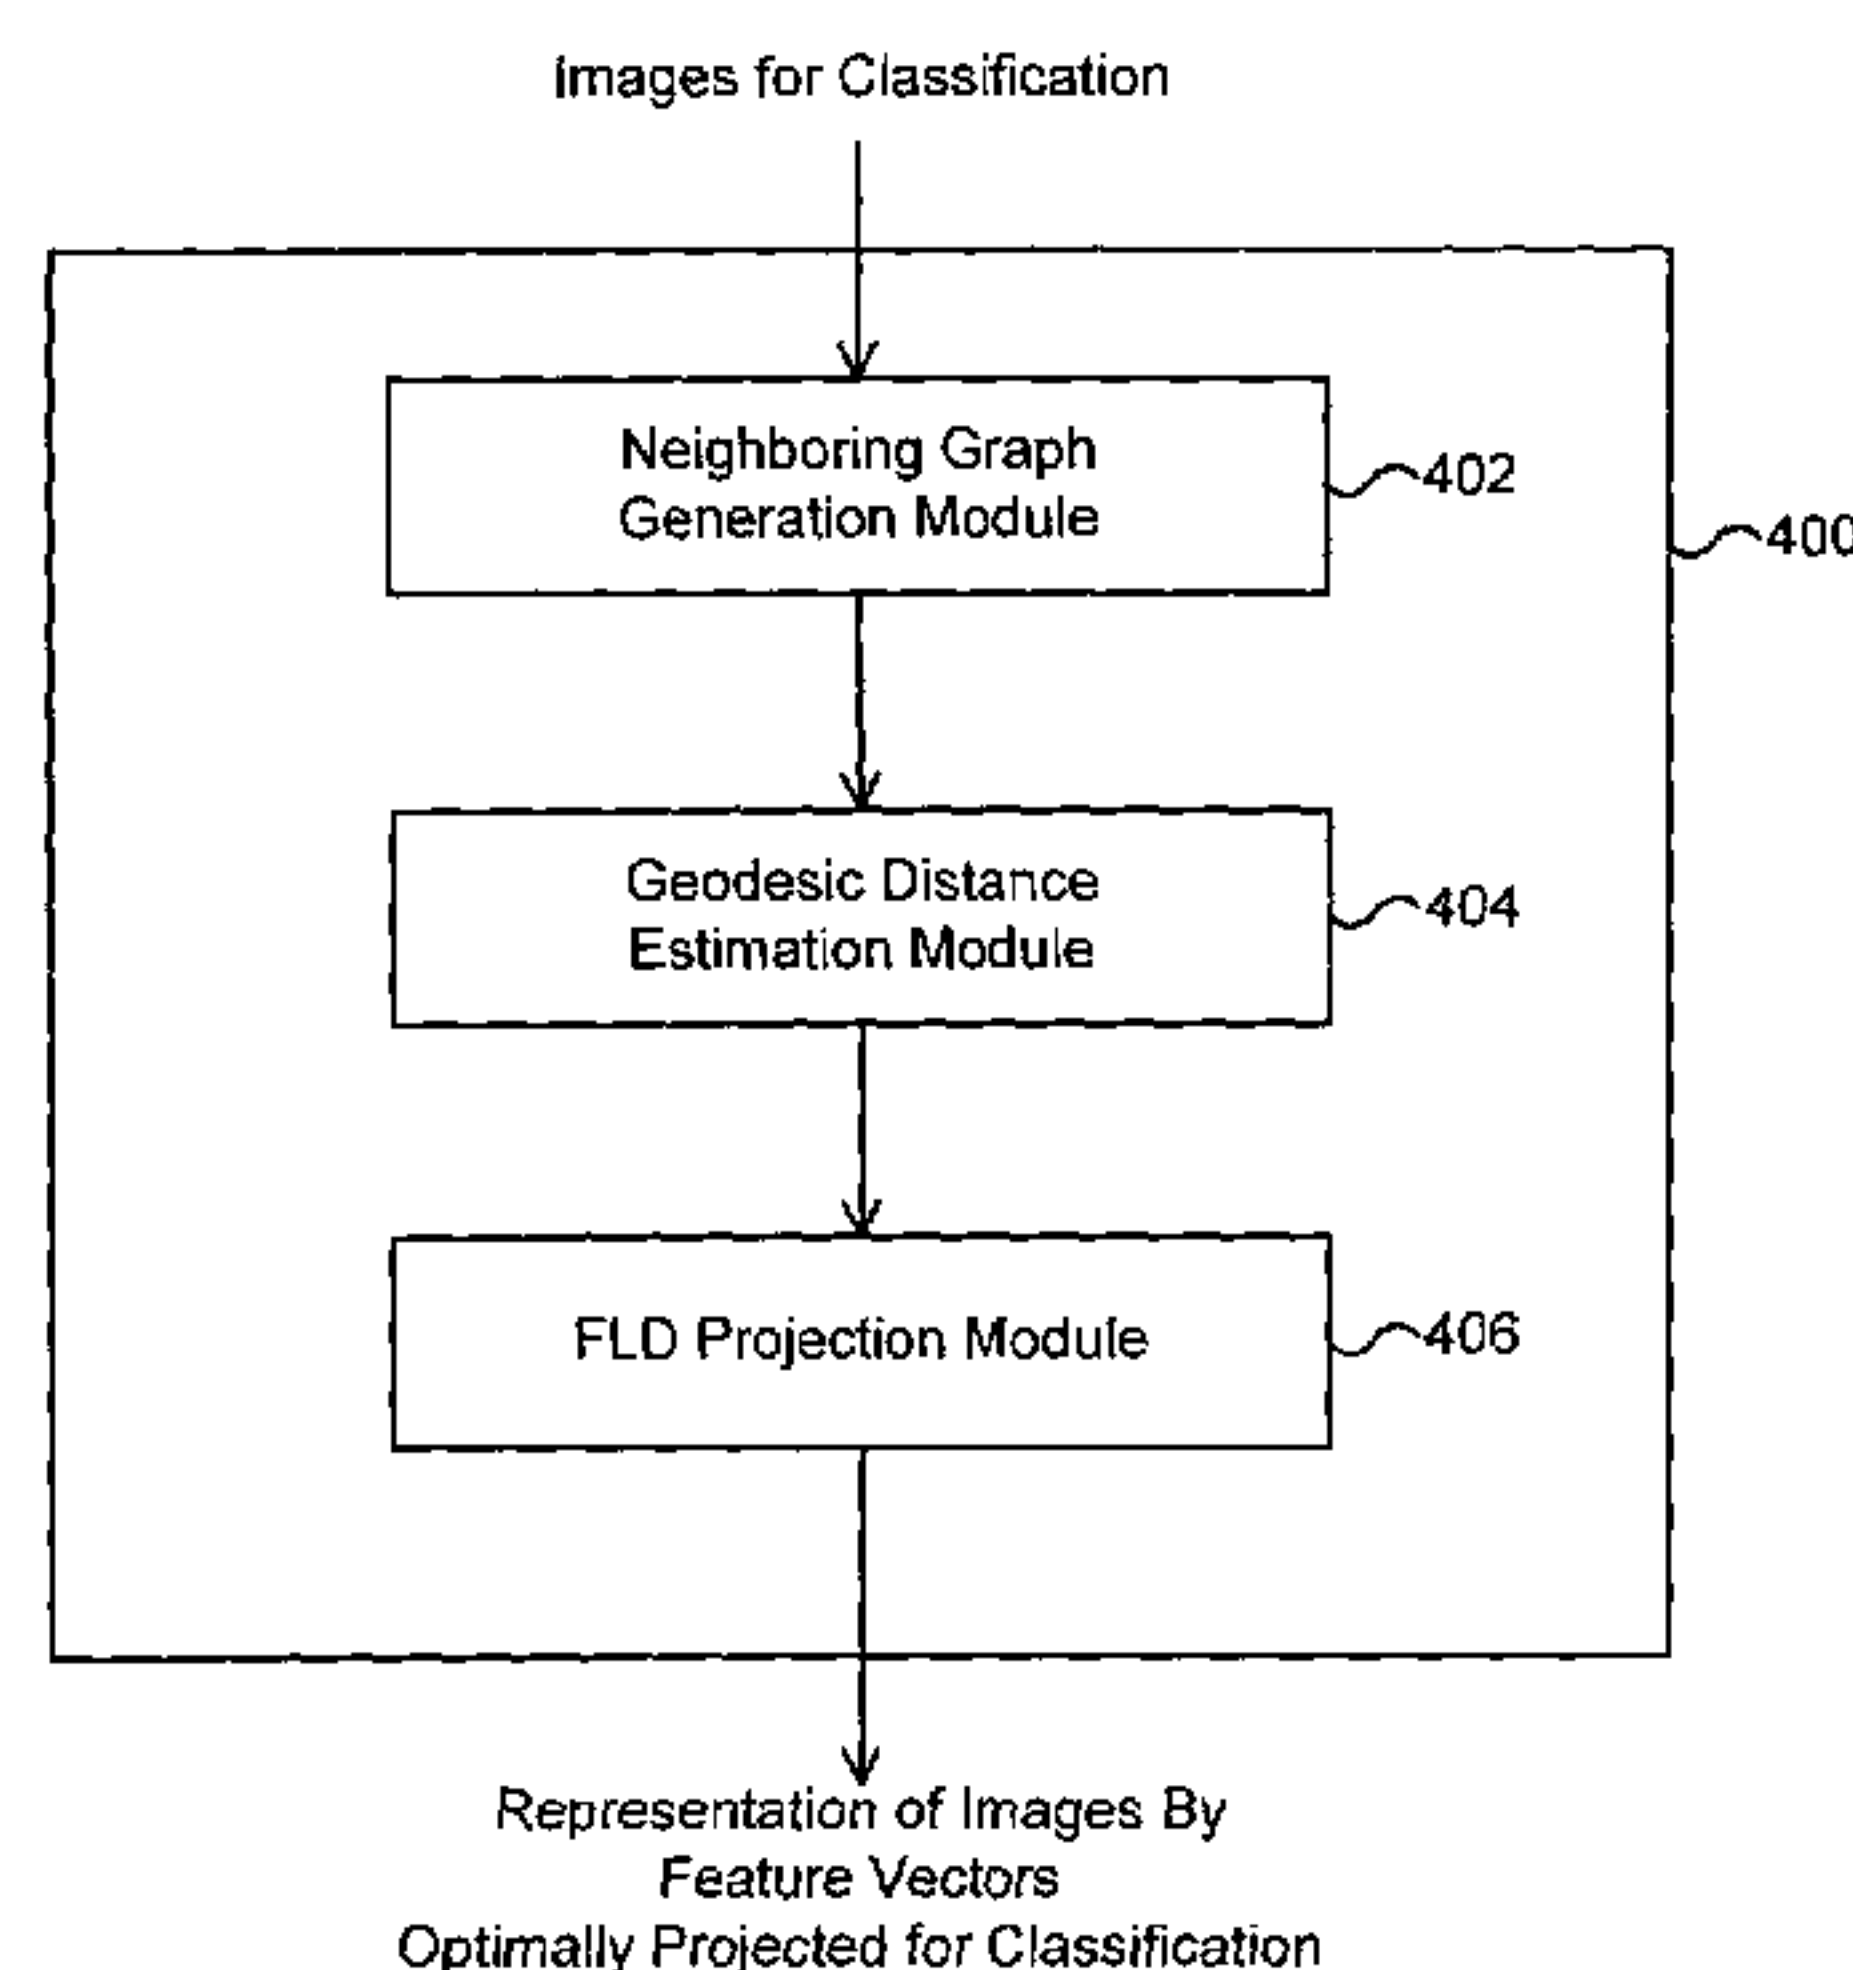 Images for Classification
Neighboring Graph
Generation Module
402
400
Geodesic Distance
Estimation Module
404
FLD Projection Module
406
Representation of Images By
Feature Vectors
Optimally Projected for Classification